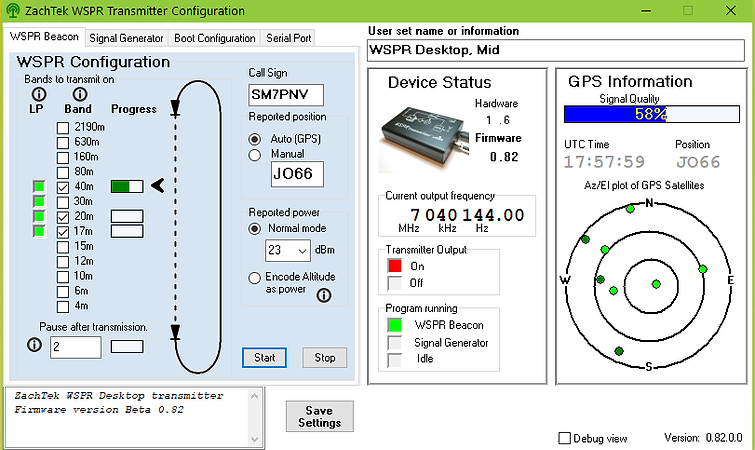 ZachTek WSPR Transmitter Configuration
WSPR Beacon
Signal Generator
Boot Configuration
Serial Port
WSPR Configuration
Bands to transmit on
LP
Band
Progress
2190m
630m
160m
80m
40m
30m
20m
17m
15m
12m
10m
6m
4m
Pause after transmission.
2
Call Sign
SM7PNV
Reported position
Auto (GPS)
Manual
JO66
Reported power
Normal mode
23
dBm
Encode Altitude
as power
Start
Stop
ZachTek WSPR Desktop transmitter
Firmware version Beta 0.82
Save
Settings
User set name or information
WSPR Desktop, Mid
Device Status
Hardware
1 .6
Firmware
0.82
Current output frequency
7 040 144.00
MHz kHz Hz
Transmitter Output
On
Off
Program running
WSPR Beacon
Signal Generator
Idle
GPS Information
Signal Quality
58%
UTC Time
Position
17:57:59
JO66
Az/El plot of GPS Satellites
N
W
E
S
Debug view
Version: 0.82.0.0